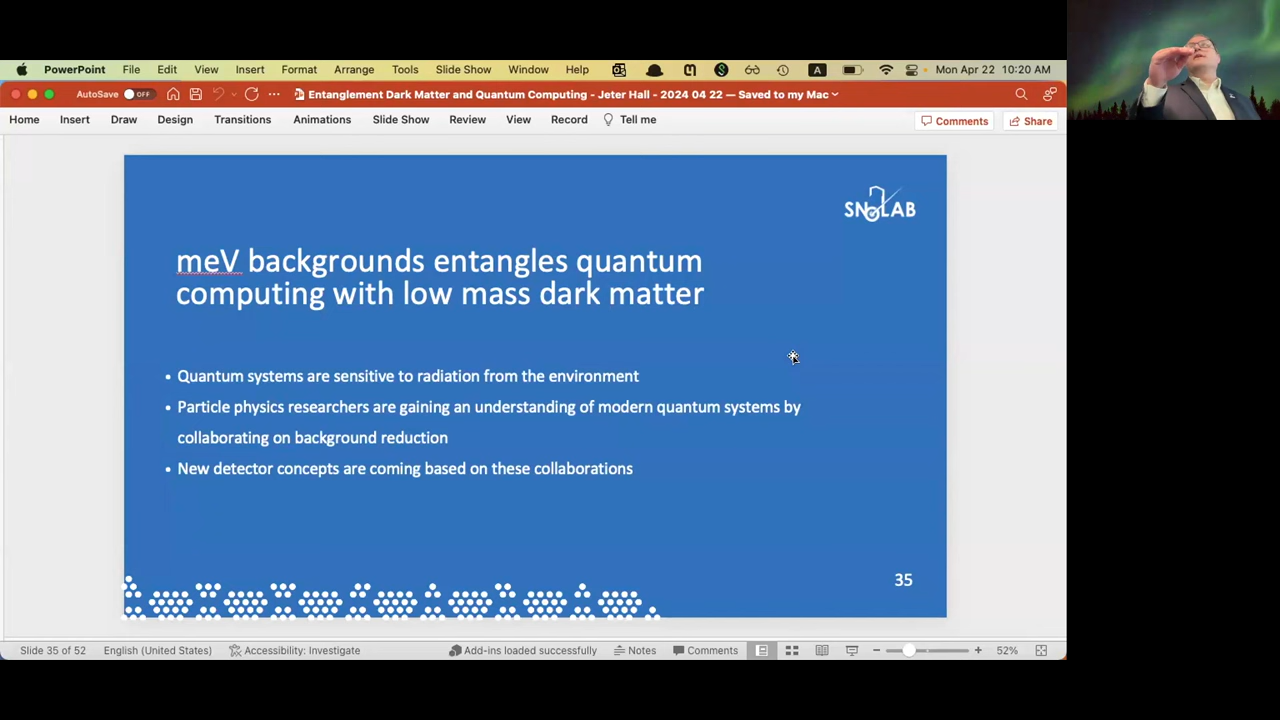 PowerPoint File Edit View Insert Format Arrange Tools Slide Show Window Help A Mon Apr 22 10:20 AM
AutoSave OFF Entanglement Dark Matter and Quantum Computing - Jeter Hall - 2024 04 22 — Saved to my Mac
Home Insert Draw Design Transitions Animations Slide Show Review View Record Tell me Comments Share
SNOLAB
meV backgrounds entangles quantum
computing with low mass dark matter
• Quantum systems are sensitive to radiation from the environment
• Particle physics researchers are gaining an understanding of modern quantum systems by
collaborating on background reduction
• New detector concepts are coming based on these collaborations
35
Slide 35 of 52 English (United States) Accessibility: Investigate Add-ins loaded successfully Notes Comments 52%